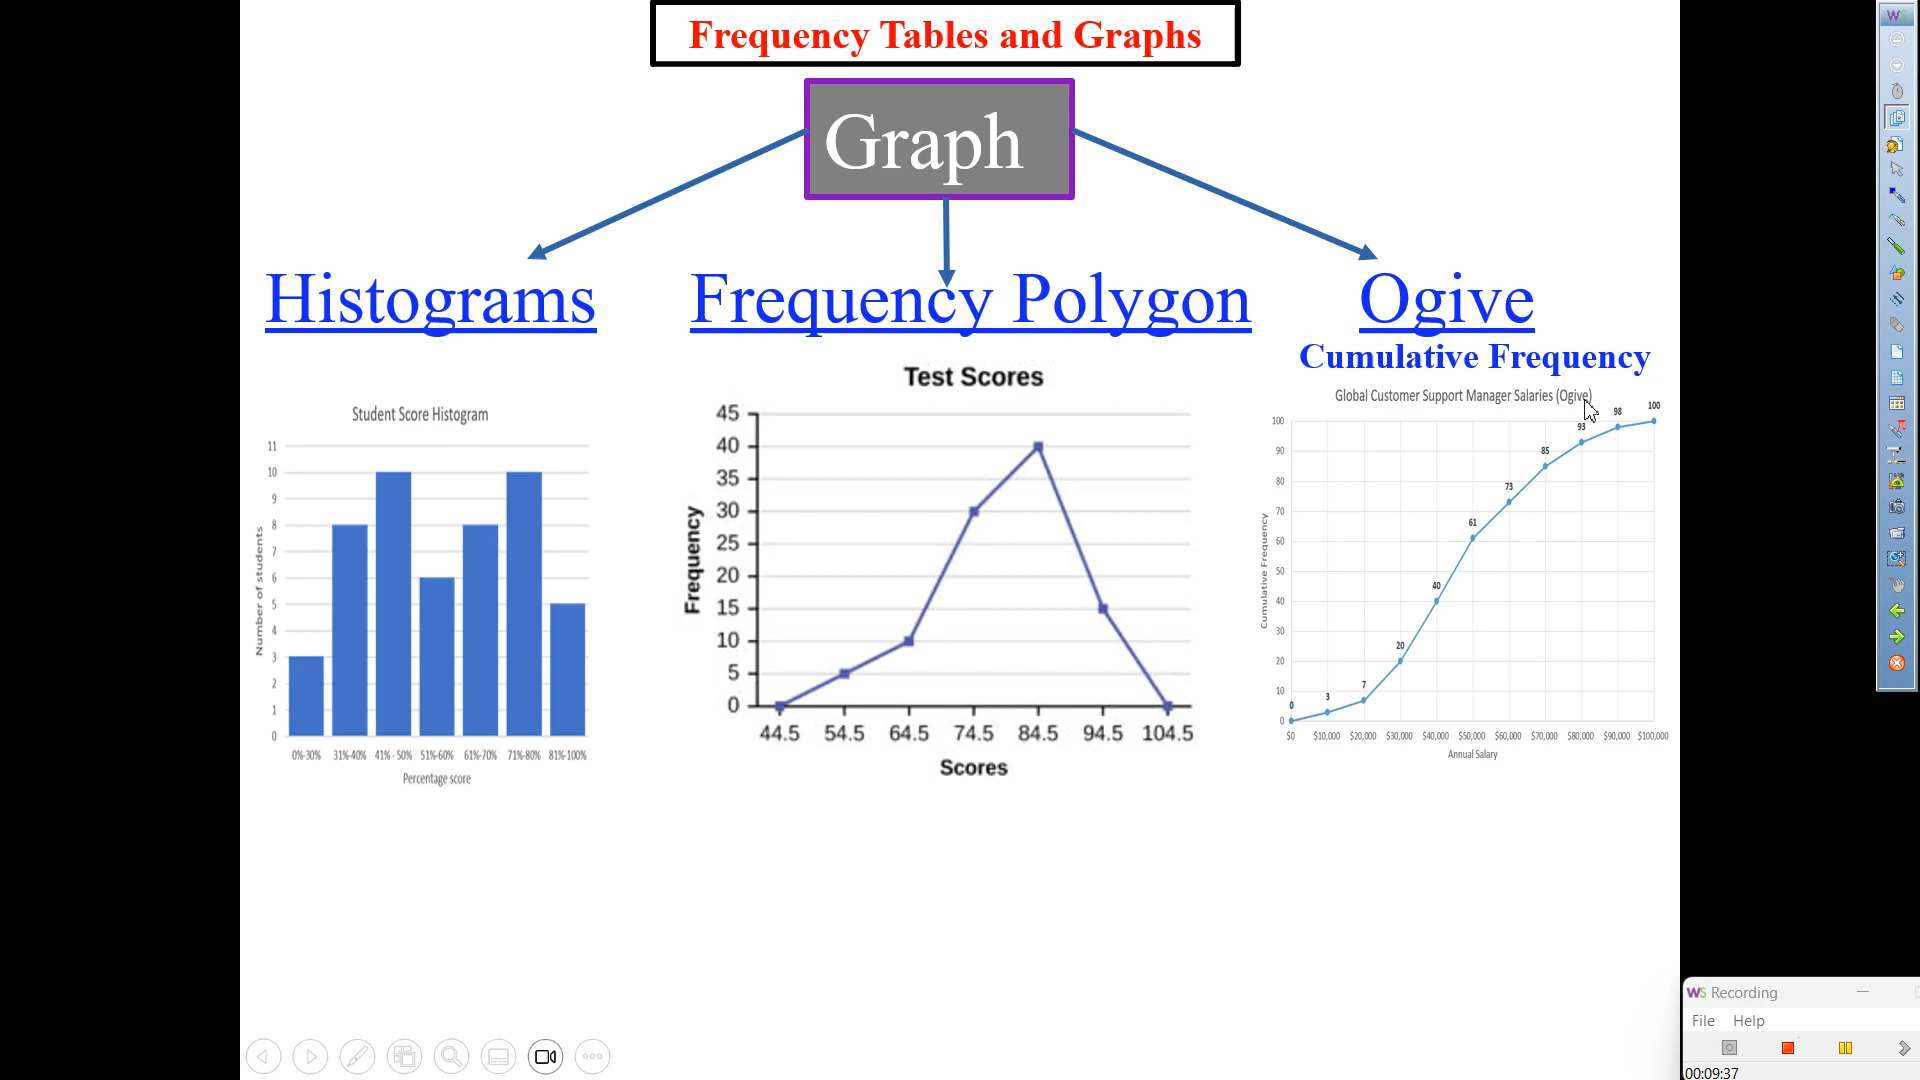 Frequency Tables and Graphs
Graph
Histograms
Frequency Polygon
Ogive
Cumulative Frequency
Student Score Histogram
11
10
9
8
7
6
5
4
3
2
1
0
Number of students
0%-30% 31%-40% 41% - 50% 51%-60% 61%-70% 71%-80% 81%-100%
Percentage score
Test Scores
45
40
35
30
25
20
15
10
5
0
Frequency
44.5 54.5 64.5 74.5 84.5 94.5 104.5
Scores
Global Customer Support Manager Salaries (Ogive)
100
90
80
70
60
50
40
30
20
10
0
Cumulative Frequency
0 3 7 20 40 61 73 85 93 98 100
$0 $10,000 $20,000 $30,000 $40,000 $50,000 $60,000 $70,000 $80,000 $90,000 $100,000
Annual Salary
WS
WS Recording
File Help
00:09:37